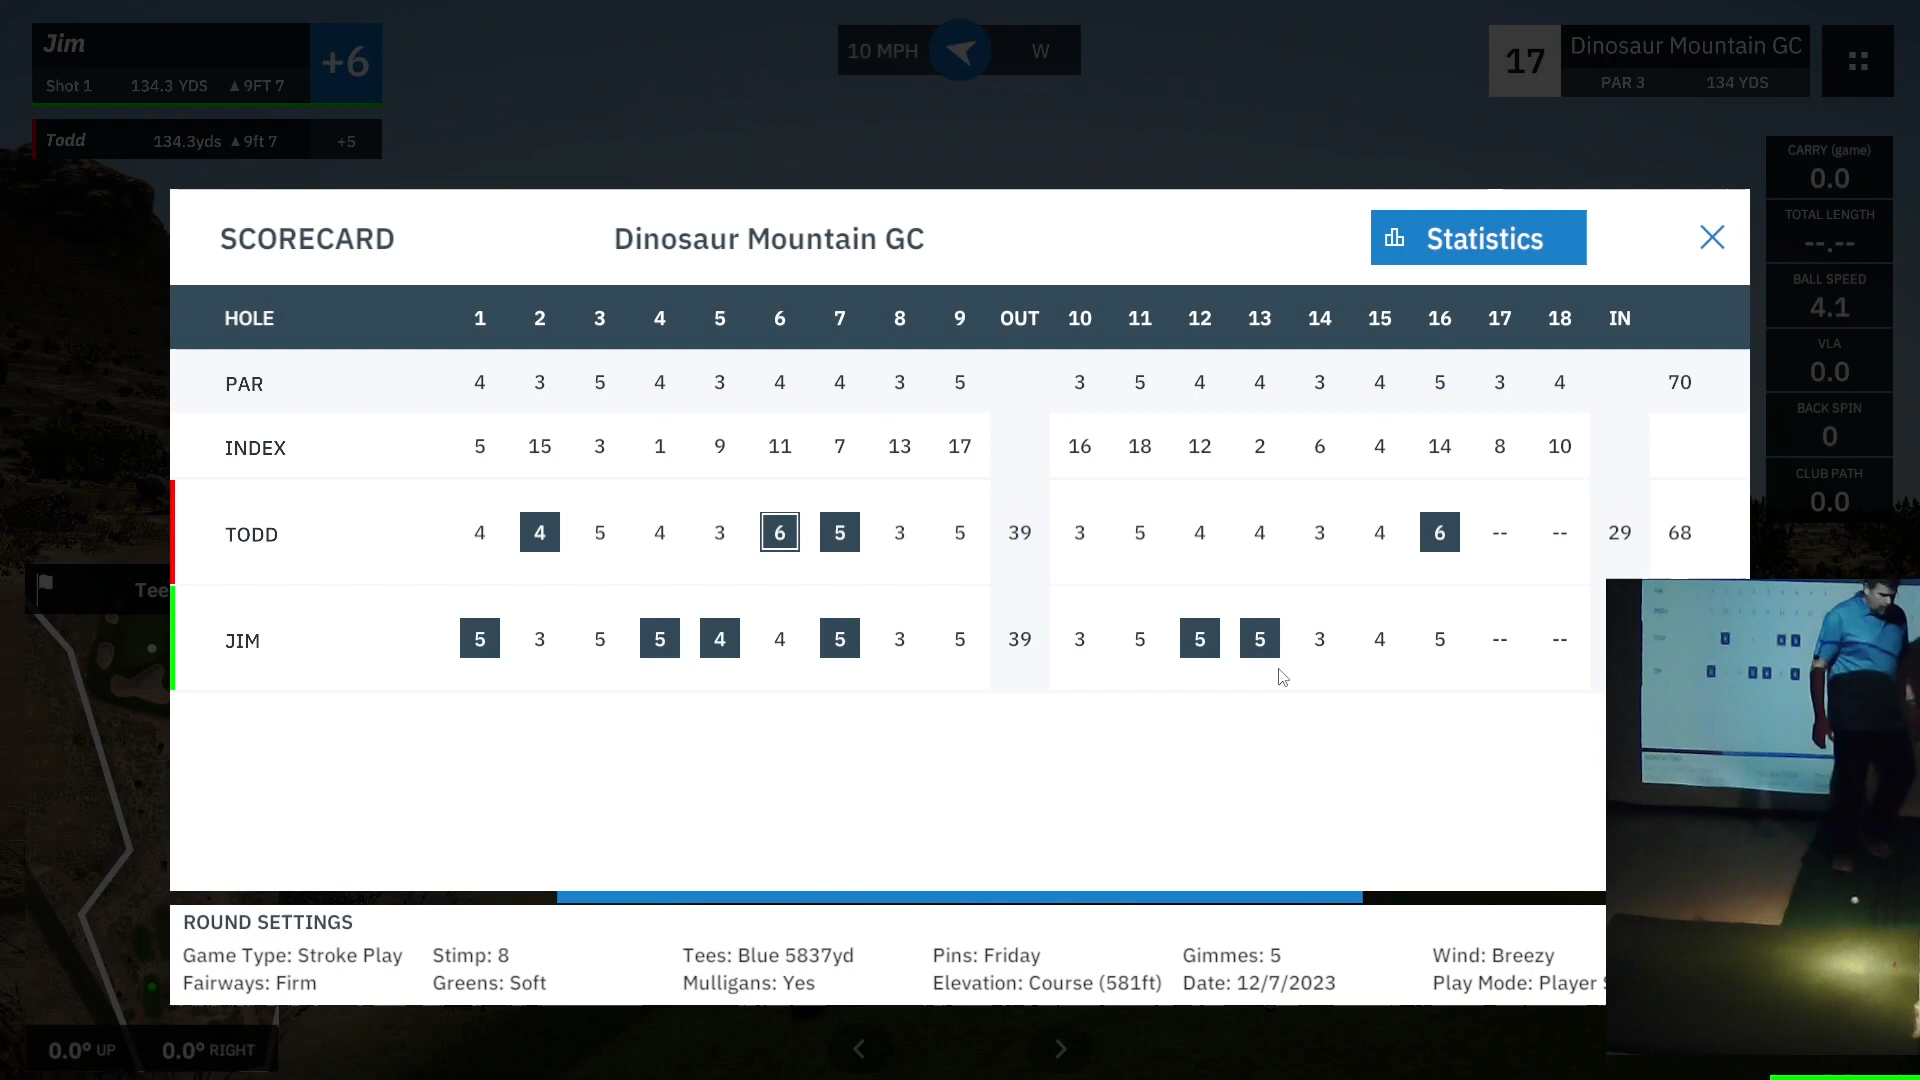 Jim
+6
Shot 1 134.3 YDS ▲9FT 7
Todd 134.3yds ▲9ft 7 +5
10 MPH W
17 Dinosaur Mountain GC
PAR 3 134 YDS
CARRY (game)
0.0
TOTAL LENGTH
--.--
BALL SPEED
4.1
VLA
0.0
BACK SPIN
0
CLUB PATH
0.0
SCORECARD Dinosaur Mountain GC Statistics
HOLE 1 2 3 4 5 6 7 8 9 OUT 10 11 12 13 14 15 16 17 18 IN
PAR 4 3 5 4 3 4 4 3 5 3 5 4 4 3 4 5 3 4 70
INDEX 5 15 3 1 9 11 7 13 17 16 18 12 2 6 4 14 8 10
TODD 4 4 5 4 3 6 5 3 5 39 3 5 4 4 3 4 6 -- -- 29 68
JIM 5 3 5 5 4 4 5 3 5 39 3 5 5 5 3 4 5 -- --
Tee
ROUND SETTINGS
Game Type: Stroke Play Stimp: 8 Tees: Blue 5837yd Pins: Friday Gimmes: 5 Wind: Breezy
Fairways: Firm Greens: Soft Mulligans: Yes Elevation: Course (581ft) Date: 12/7/2023 Play Mode: Player
0.0° UP 0.0° RIGHT